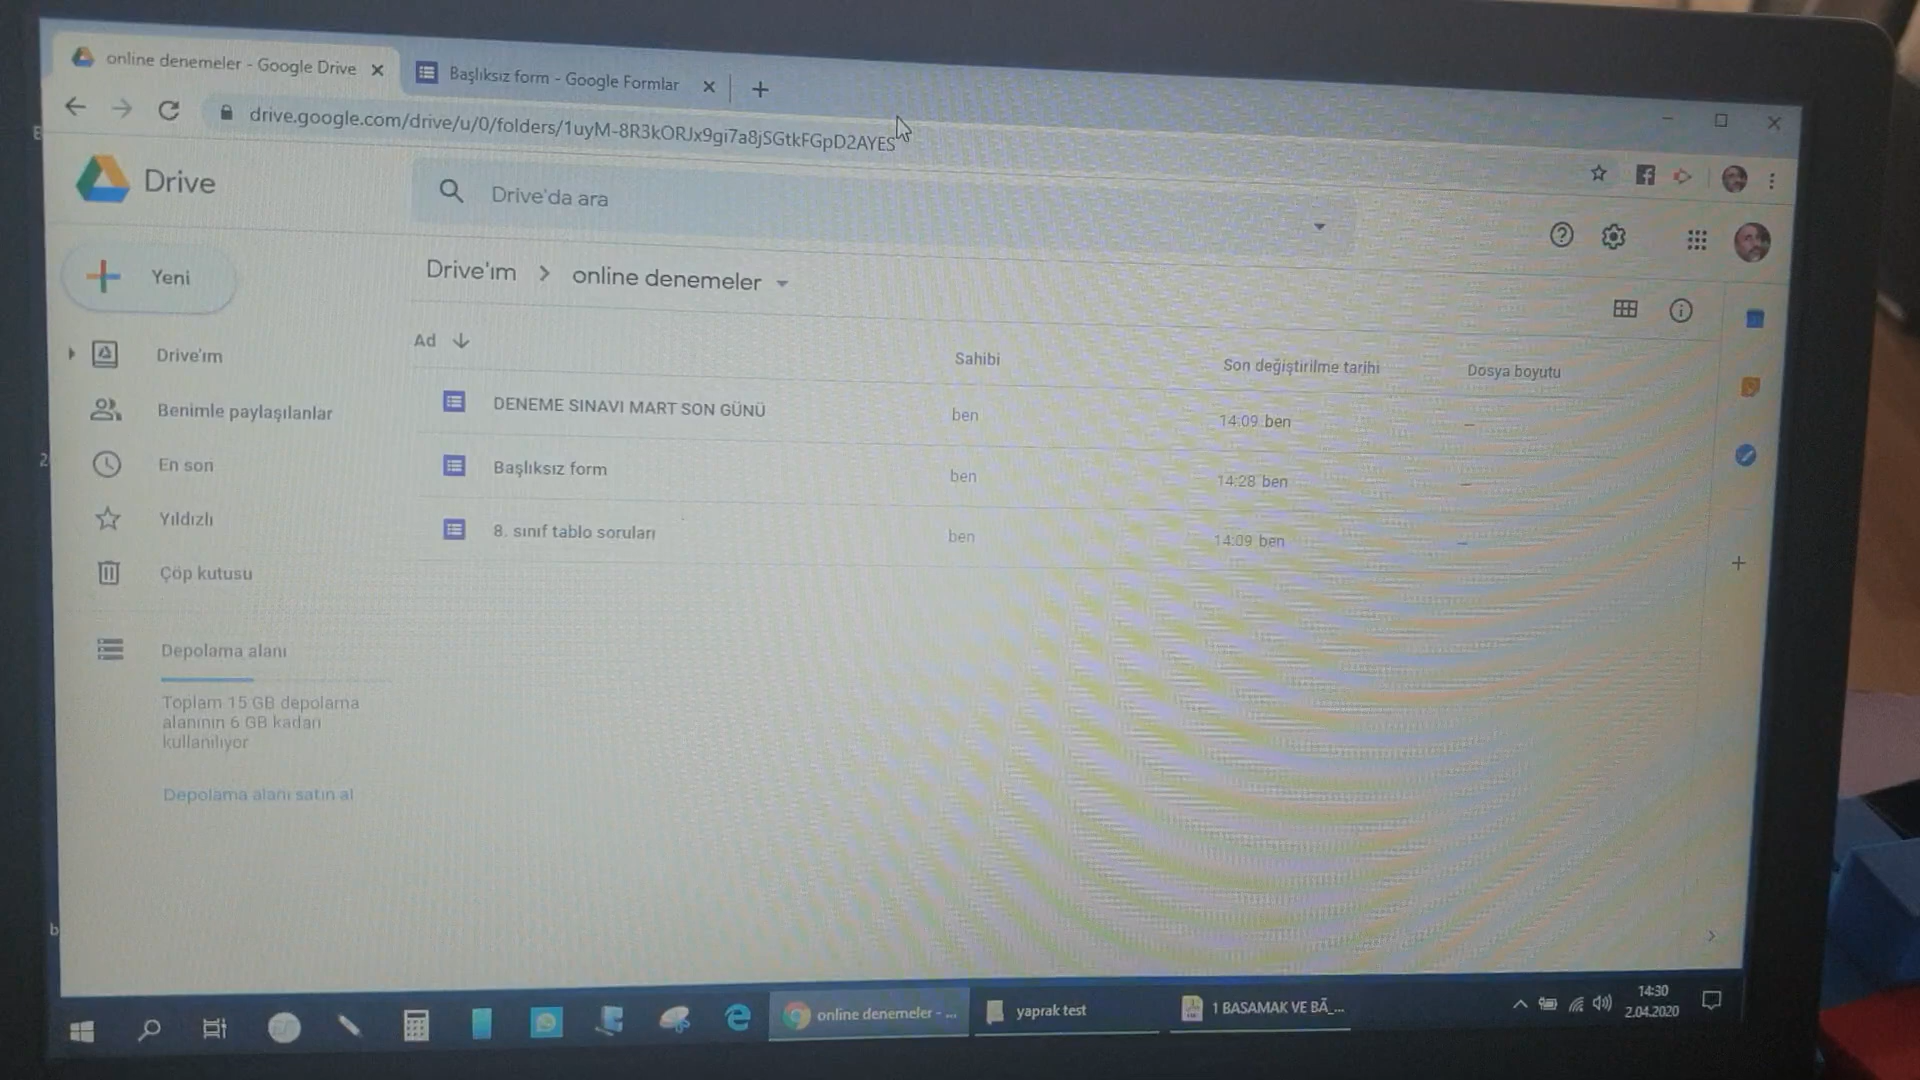 online denemeler - Google Drive
Başlıksız form - Google Formlar
drive.google.com/drive/u/0/folders/1uyM-8R3kORJx9gi7a8jSGtkFGpD2AYES
Drive
Drive'da ara
Yeni
Drive'ım > online denemeler
Ad
Sahibi
Son değiştirilme tarihi
Dosya boyutu
Drive'ım
Benimle paylaşılanlar
En son
Yıldızlı
Çöp kutusu
DENEME SINAVI MART SON GÜNÜ
ben
14:09 ben
—
Başlıksız form
ben
14:28 ben
—
8. sınıf tablo soruları
ben
14:09 ben
—
Depolama alanı
Toplam 15 GB depolama
alanının 6 GB kadarı
kullanılıyor
Depolama alanı satın al
online denemeler - ...
yaprak test
1 BASAMAK VE BÃ_...
14:30
2.04.2020